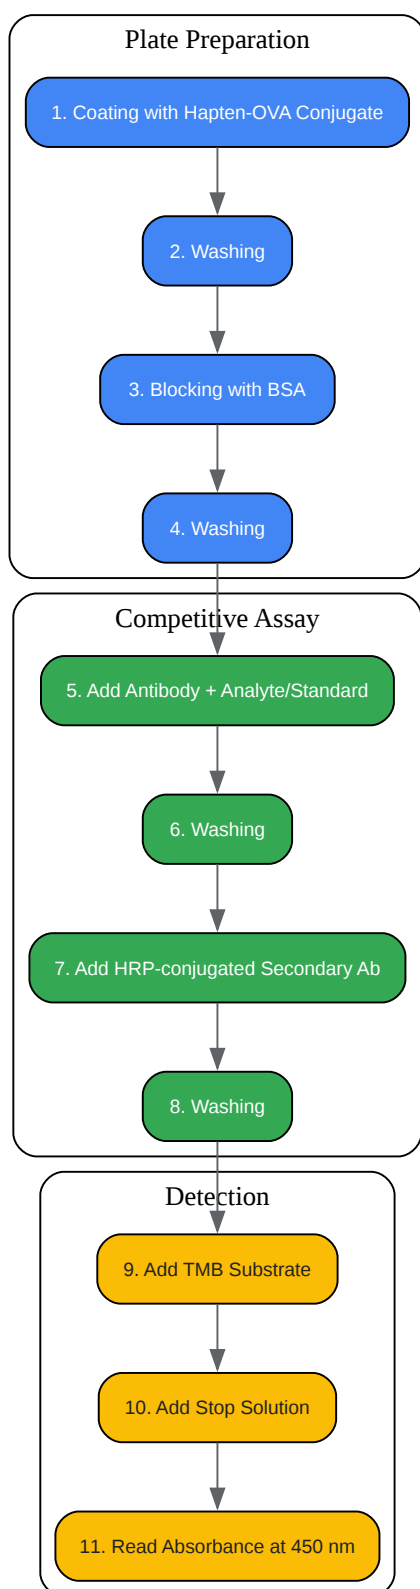 Plate Preparation
1. Coating with Hapten-OVA Conjugate
2. Washing
3. Blocking with BSA
4. Washing
Competitive Assay
5. Add Antibody + Analyte/Standard
6. Washing
7. Add HRP-conjugated Secondary Ab
8. Washing
Detection
9. Add TMB Substrate
10. Add Stop Solution
11. Read Absorbance at 450 nm